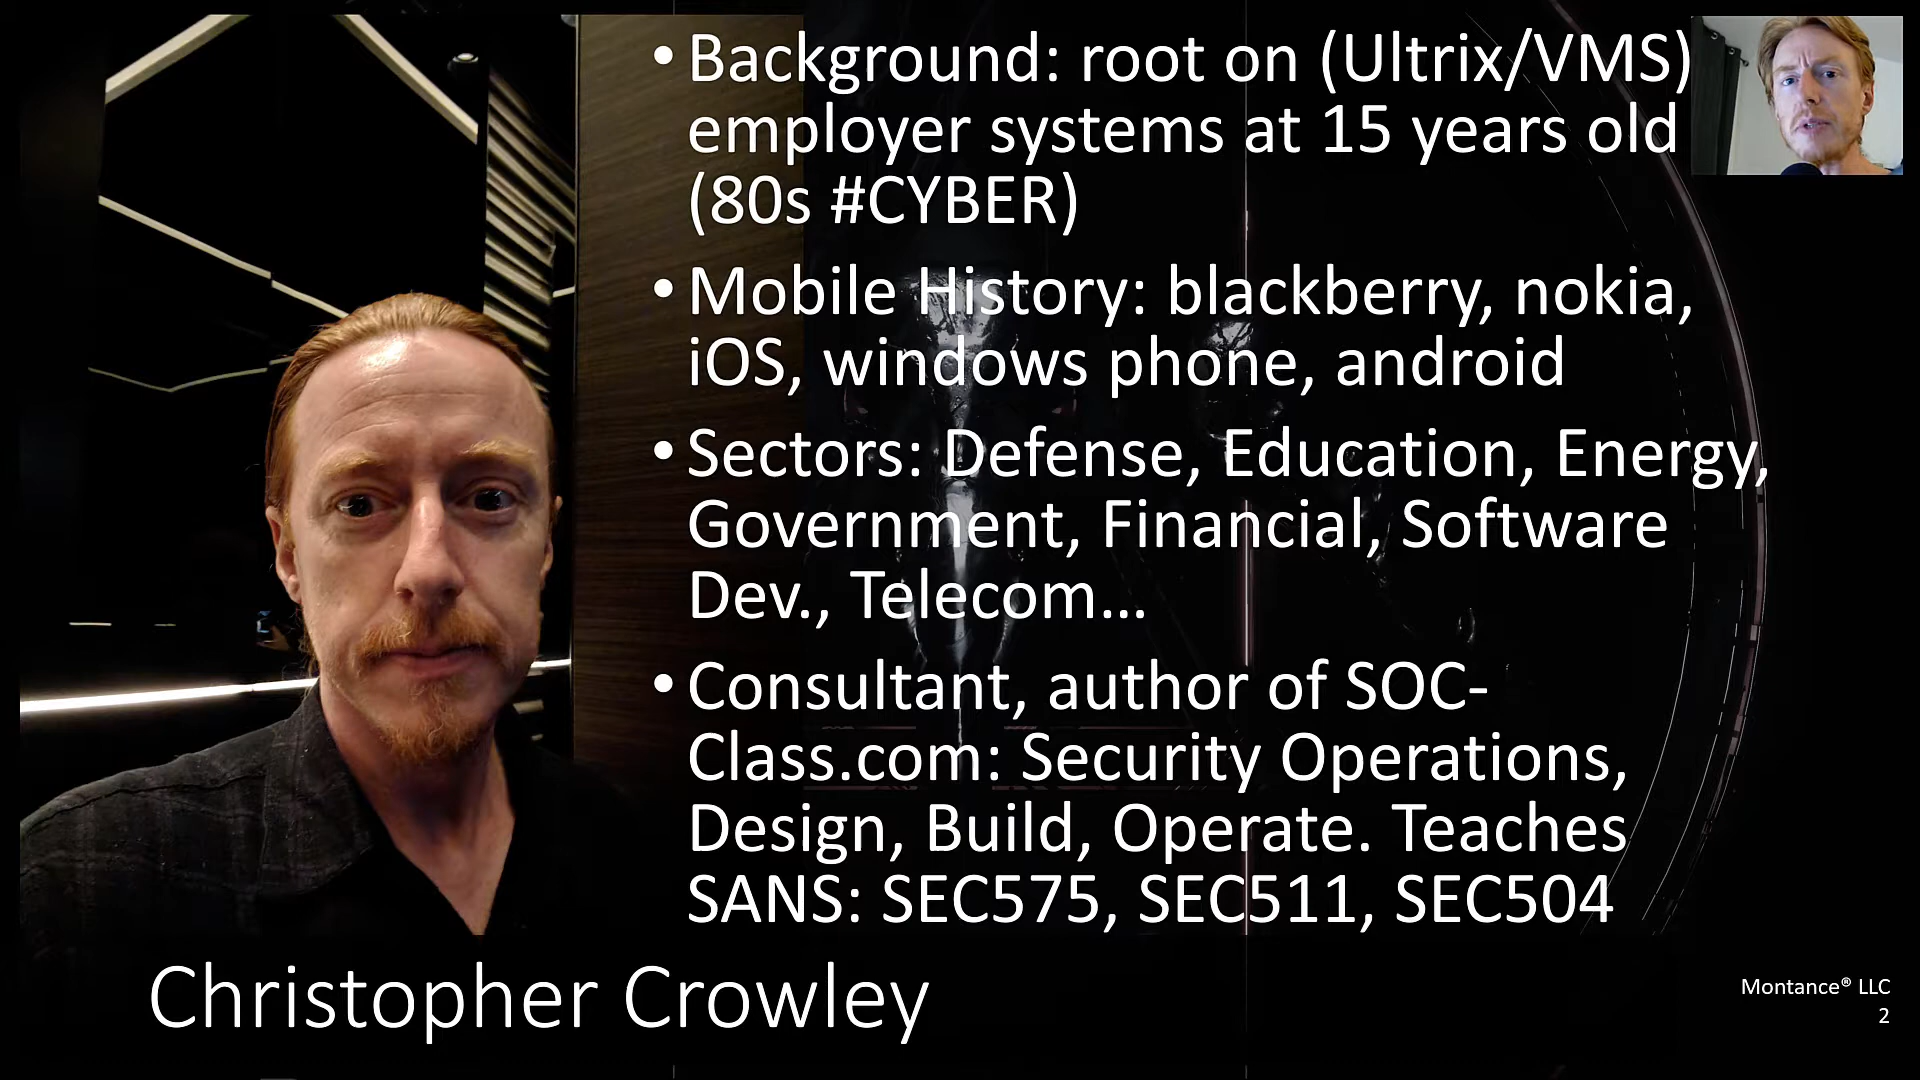 • Background: root on (Ultrix/VMS)
employer systems at 15 years old
(80s #CYBER)
• Mobile History: blackberry, nokia,
iOS, windows phone, android
• Sectors: Defense, Education, Energy,
Government, Financial, Software
Dev., Telecom...
• Consultant, author of SOC-
Class.com: Security Operations,
Design, Build, Operate. Teaches
SANS: SEC575, SEC511, SEC504
Christopher Crowley
Montance® LLC
2